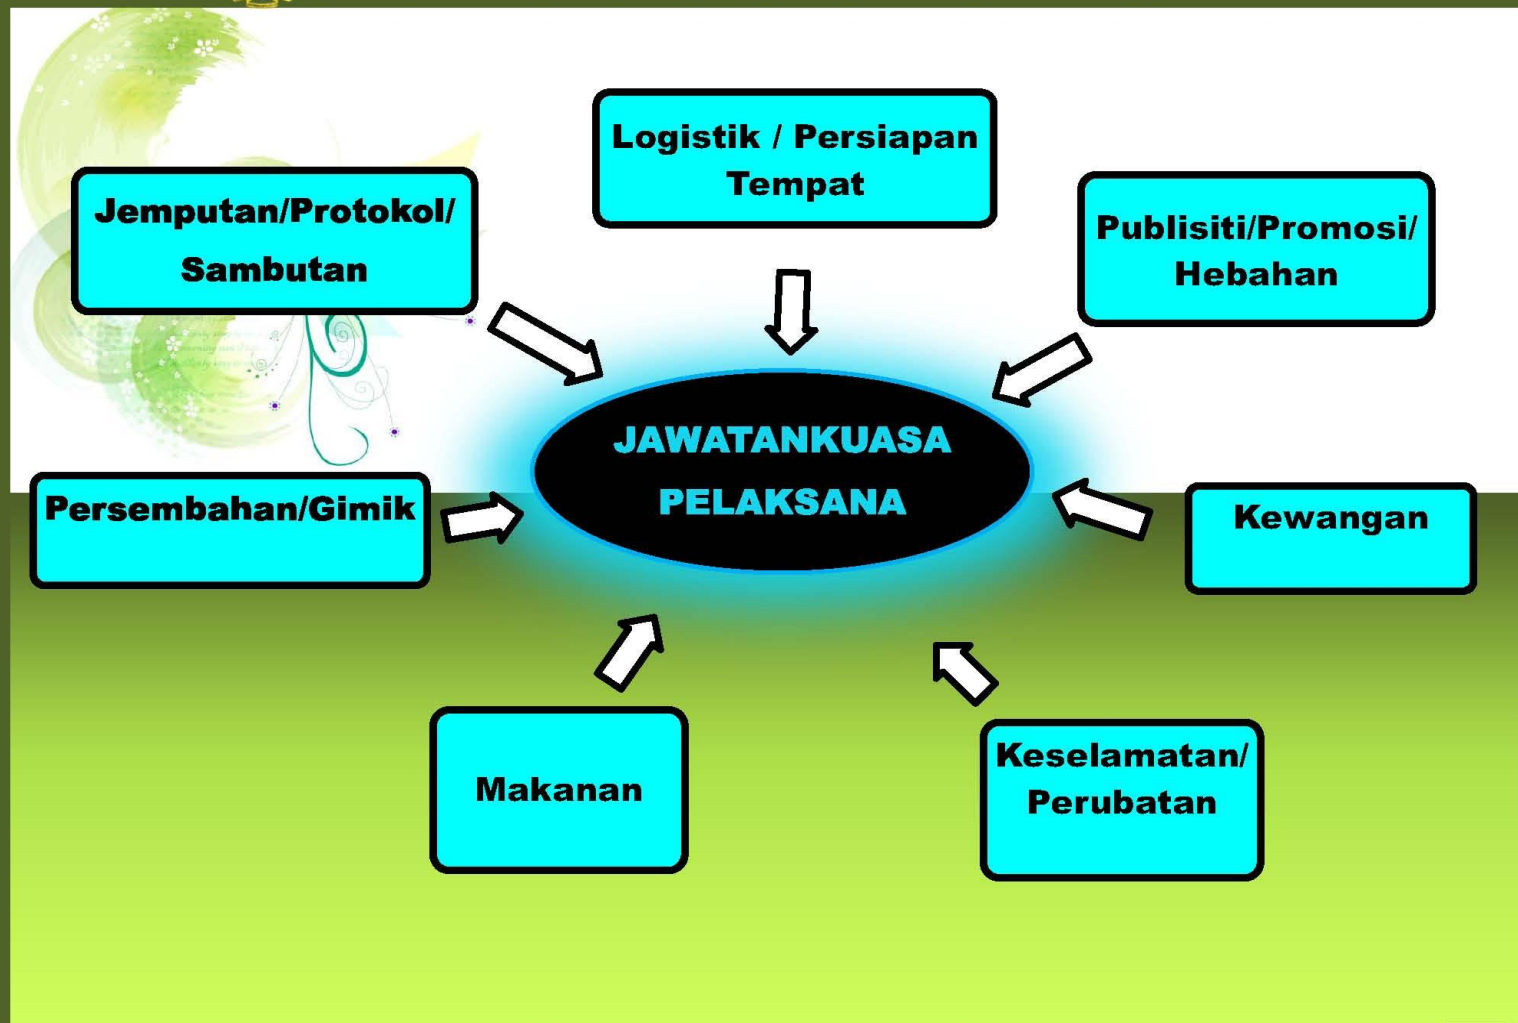 Logistik / Persiapan
Tempat
Jemputan/Protokol/
Sambutan
Publisiti/Promosi/
Hebahan
JAWATANKUASA
PELAKSANA
Persembahan/Gimik
Kewangan
Makanan
Keselamatan/
Perubatan